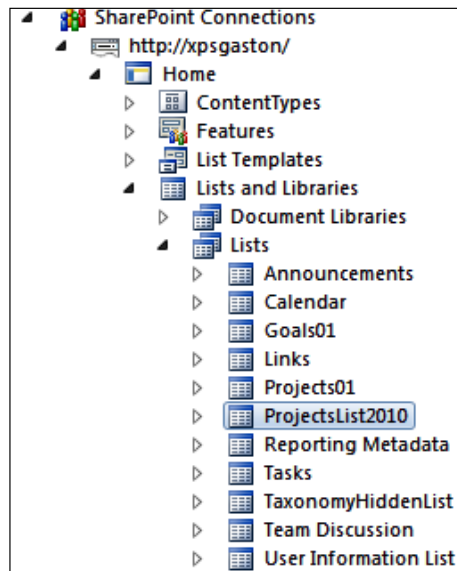 SharePoint Connections
http://xpsgaston/
Home
ContentTypes
Features
List Templates
Lists and Libraries
Document Libraries
Lists
Announcements
Calendar
Goals01
Links
Projects01
ProjectsList2010
Reporting Metadata
Tasks
TaxonomyHiddenList
Team Discussion
User Information List